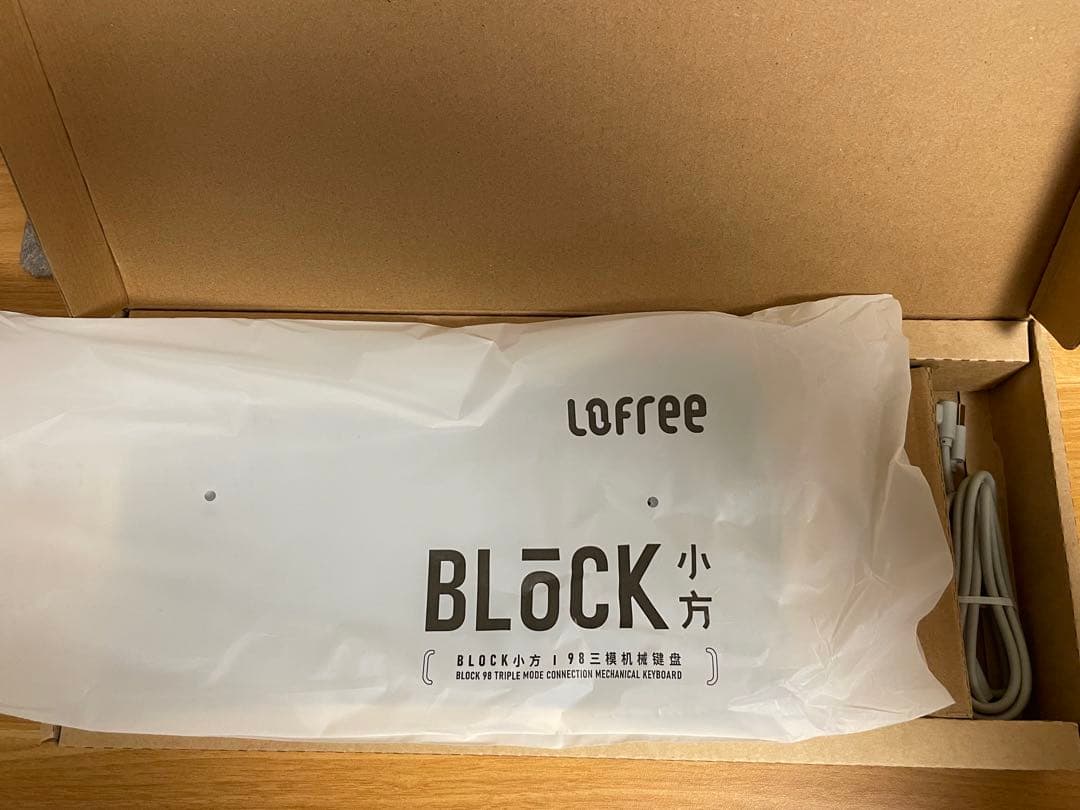 LOFree
BLōCK 小方
BLOCK小方 | 98三模机械键盘
BLOCK 98 TRIPLE MODE CONNECTION MECHANICAL KEYBOARD